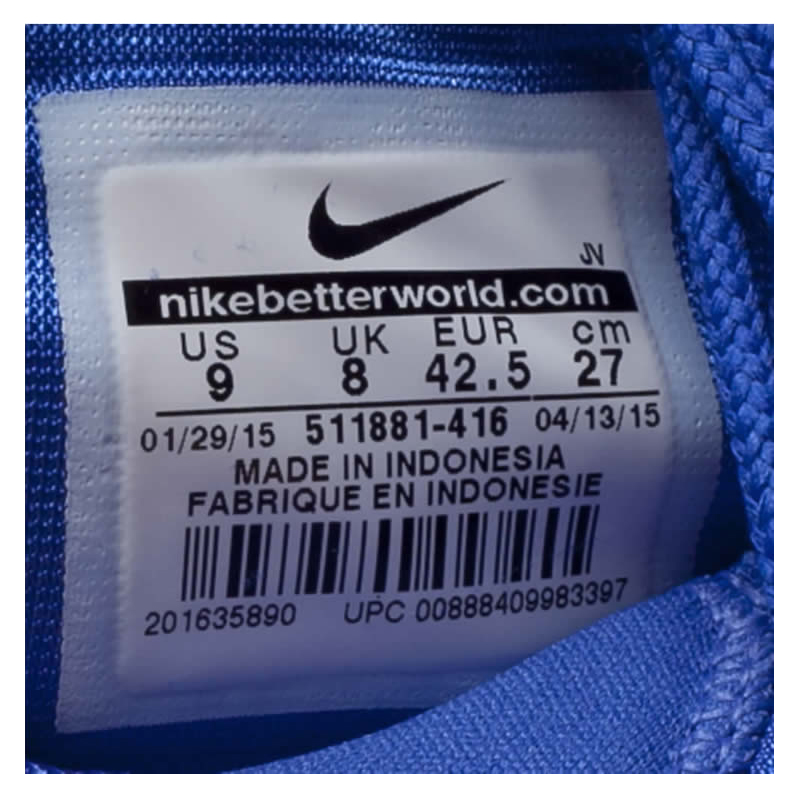 JV
nikebetterworld.com
US UK EUR cm
9 8 42.5 27
01/29/15 511881-416 04/13/15
MADE IN INDONESIA
FABRIQUE EN INDONESIE
201635890 UPC 00888409983397